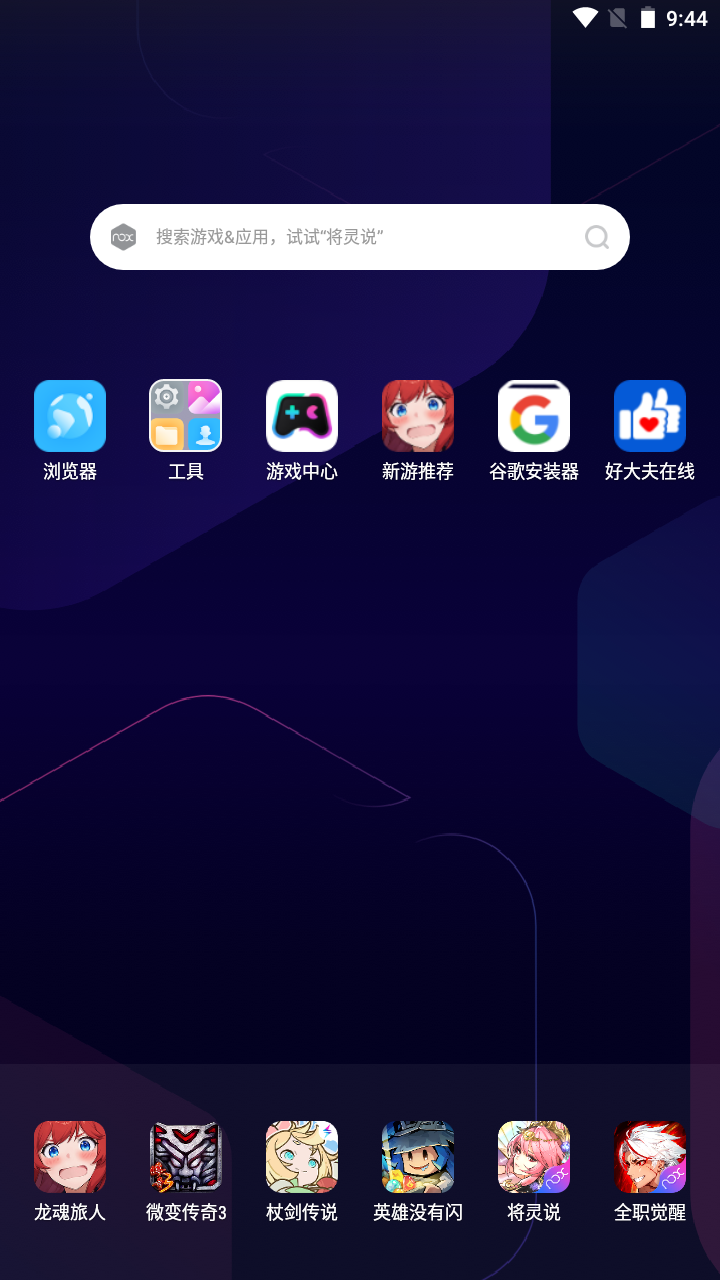 9:44
nox
搜索游戏&应用，试试“将灵说”
浏览器
工具
游戏中心
新游推荐
谷歌安装器
好大夫在线
龙魂旅人
微变传奇3
杖剑传说
英雄没有闪
将灵说
全职觉醒